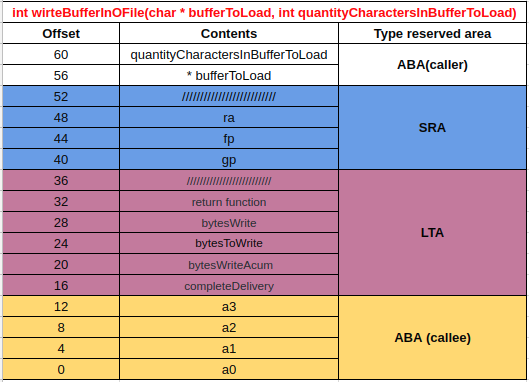 int wirteBufferInOFile(char * bufferToLoad, int quantityCharactersInBufferToLoad)
Offset Contents Type reserved area
60 quantityCharactersInBufferToLoad ABA(caller)
56 * bufferToLoad
52 ////////////////////////// SRA
48 ra
44 fp
40 gp
36 ////////////////////////// LTA
32 return function
28 bytesWrite
24 bytesToWrite
20 bytesWriteAcum
16 completeDelivery
12 a3 ABA (callee)
8 a2
4 a1
0 a0